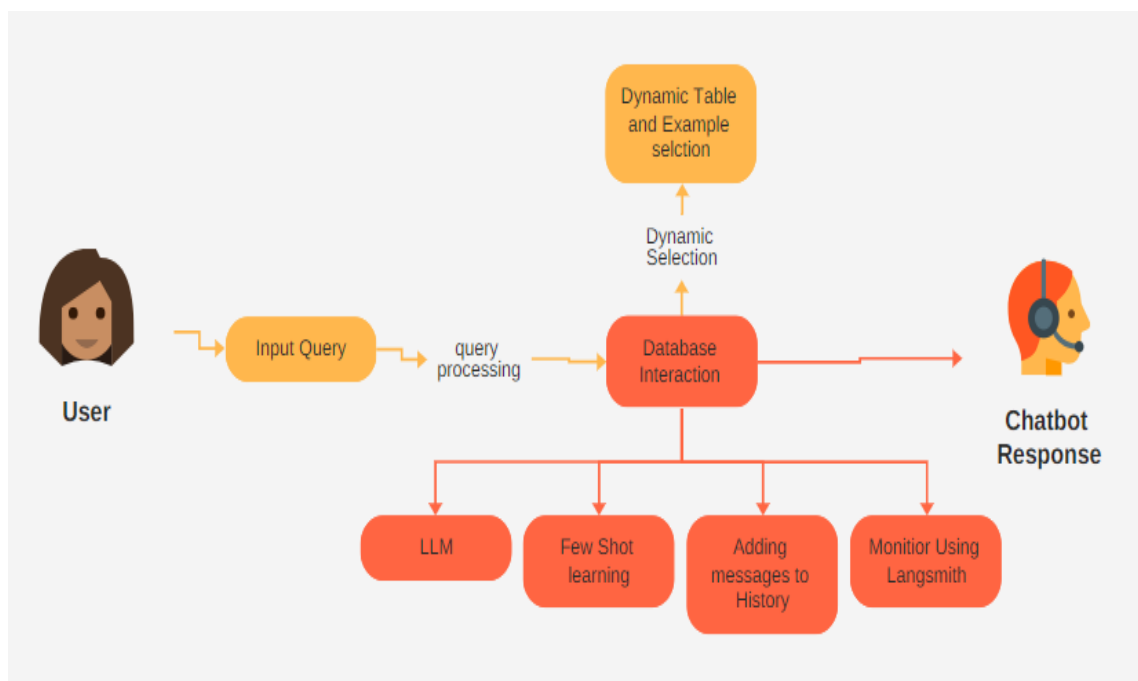 Dynamic Table
and Example
selction
Dynamic
Selection
User
Input Query
query
processing
Database
Interaction
Chatbot
Response
LLM
Few Shot
learning
Adding
messages to
History
Monitior Using
Langsmith